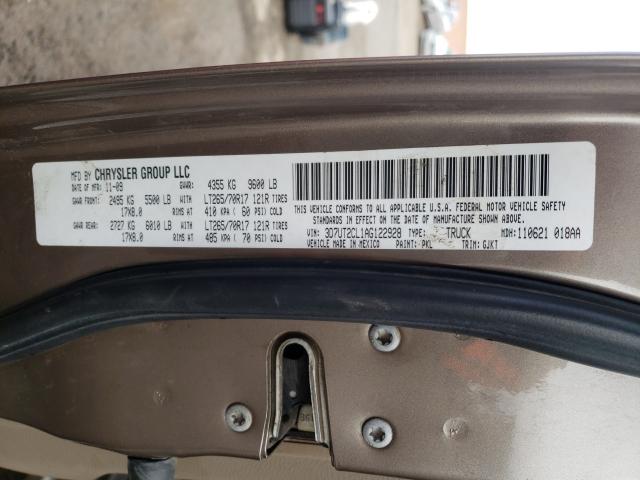 MFD BY CHRYSLER GROUP LLC
DATE OF MFR: 11-09 GVWR: 4355 KG 9600 LB
GAWR FRONT: 2495 KG 5500 LB WITH LT265/70R17 121R TIRES
17X8.0 RIMS AT 410 KPA ( 60 PSI) COLD
GAWR REAR: 2727 KG 6010 LB WITH LT265/70R17 121R TIRES
17X8.0 RIMS AT 485 KPA ( 70 PSI) COLD
THIS VEHICLE CONFORMS TO ALL APPLICABLE U.S.A. FEDERAL MOTOR VEHICLE SAFETY
STANDARDS IN EFFECT ON THE DATE OF MANUFACTURE SHOWN ABOVE.
VIN: 3D7UT2CL1AG122928 TYPE: TRUCK MDH: 110621 018AA
VEHICLE MADE IN MEXICO PAINT: PKL TRIM: GJKT